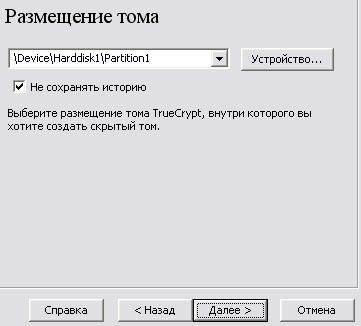 Размещение тома
\Device\Harddisk1\Partition1
Устройство...
Не сохранять историю
Выберите размещение тома TrueCrypt, внутри которого вы
хотите создать скрытый том.
Справка
< Назад
Далее >
Отмена